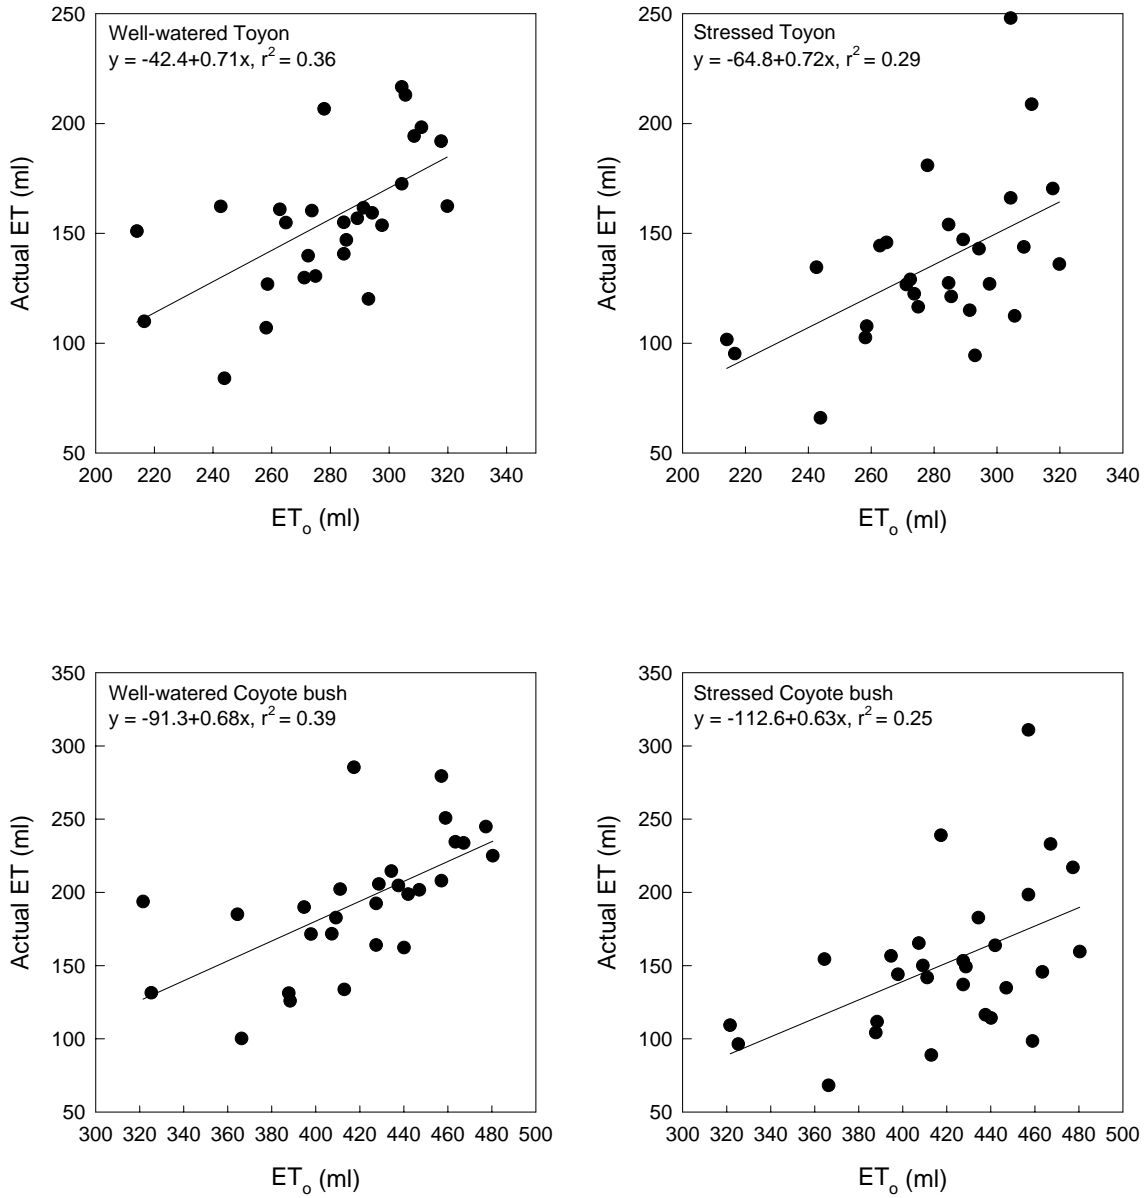 Well-watered Toyon
y = -42.4+0.71x, r² = 0.36
250
200
150
100
50
200 220 240 260 280 300 320 340
Actual ET (ml)
ETₒ (ml)
Stressed Toyon
y = -64.8+0.72x, r² = 0.29
250
200
150
100
50
200 220 240 260 280 300 320 340
Actual ET (ml)
ETₒ (ml)
Well-watered Coyote bush
y = -91.3+0.68x, r² = 0.39
350
300
250
200
150
100
50
300 320 340 360 380 400 420 440 460 480 500
Actual ET (ml)
ETₒ (ml)
Stressed Coyote bush
y = -112.6+0.63x, r² = 0.25
350
300
250
200
150
100
50
300 320 340 360 380 400 420 440 460 480 500
Actual ET (ml)
ETₒ (ml)